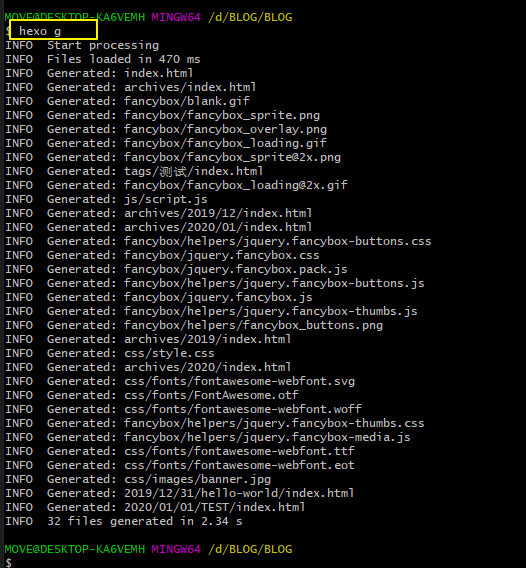 MOVE@DESKTOP-KA6VEMH MINGW64 /d/BLOG/BLOG
$ hexo g
INFO  Start processing
INFO  Files loaded in 470 ms
INFO  Generated: index.html
INFO  Generated: archives/index.html
INFO  Generated: fancybox/blank.gif
INFO  Generated: fancybox/fancybox_sprite.png
INFO  Generated: fancybox/fancybox_overlay.png
INFO  Generated: fancybox/fancybox_loading.gif
INFO  Generated: fancybox/fancybox_sprite@2x.png
INFO  Generated: tags/测试/index.html
INFO  Generated: fancybox/fancybox_loading@2x.gif
INFO  Generated: js/script.js
INFO  Generated: archives/2019/12/index.html
INFO  Generated: archives/2020/01/index.html
INFO  Generated: fancybox/helpers/jquery.fancybox-buttons.css
INFO  Generated: fancybox/jquery.fancybox.css
INFO  Generated: fancybox/jquery.fancybox.pack.js
INFO  Generated: fancybox/helpers/jquery.fancybox-buttons.js
INFO  Generated: fancybox/jquery.fancybox.js
INFO  Generated: fancybox/helpers/jquery.fancybox-thumbs.js
INFO  Generated: fancybox/helpers/fancybox_buttons.png
INFO  Generated: archives/2019/index.html
INFO  Generated: css/style.css
INFO  Generated: archives/2020/index.html
INFO  Generated: css/fonts/fontawesome-webfont.svg
INFO  Generated: css/fonts/FontAwesome.otf
INFO  Generated: css/fonts/fontawesome-webfont.woff
INFO  Generated: fancybox/helpers/jquery.fancybox-thumbs.css
INFO  Generated: fancybox/helpers/jquery.fancybox-media.js
INFO  Generated: css/fonts/fontawesome-webfont.ttf
INFO  Generated: css/fonts/fontawesome-webfont.eot
INFO  Generated: css/images/banner.jpg
INFO  Generated: 2019/12/31/hello-world/index.html
INFO  Generated: 2020/01/01/TEST/index.html
INFO  32 files generated in 2.34 s
MOVE@DESKTOP-KA6VEMH MINGW64 /d/BLOG/BLOG
$